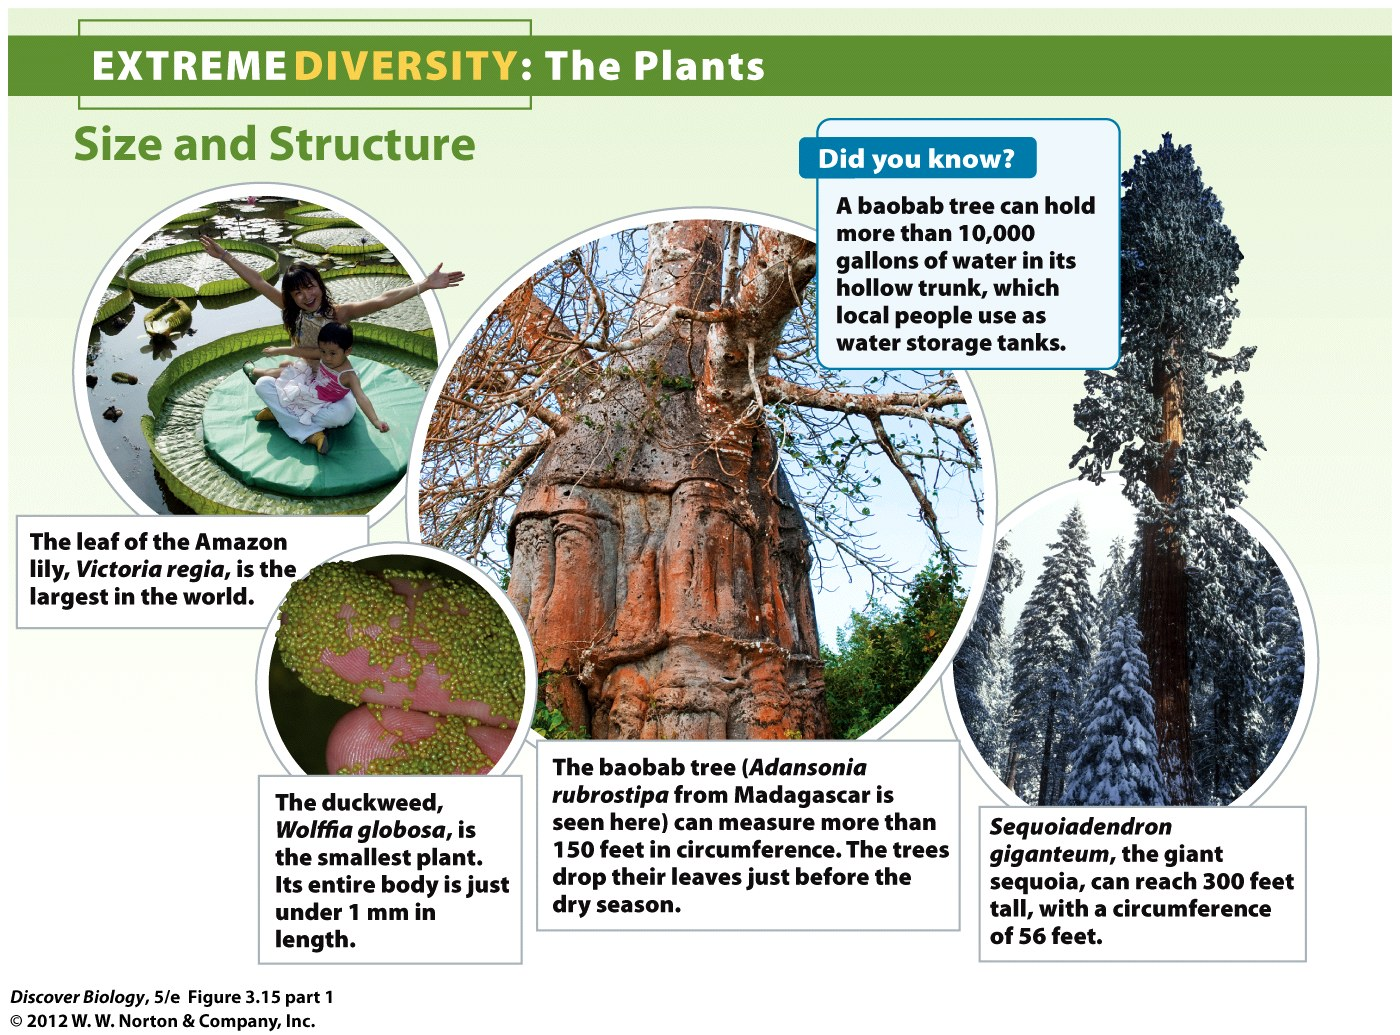 EXTREME DIVERSITY: The Plants
Size and Structure
Did you know?
A baobab tree can hold
more than 10,000
gallons of water in its
hollow trunk, which
local people use as
water storage tanks.
The leaf of the Amazon
lily, Victoria regia, is the
largest in the world.
The duckweed,
Wolffia globosa, is
the smallest plant.
Its entire body is just
under 1 mm in
length.
The baobab tree (Adansonia
rubrostipa from Madagascar is
seen here) can measure more than
150 feet in circumference. The trees
drop their leaves just before the
dry season.
Sequoiadendron
giganteum, the giant
sequoia, can reach 300 feet
tall, with a circumference
of 56 feet.
Discover Biology, 5/e Figure 3.15 part 1
© 2012 W. W. Norton & Company, Inc.